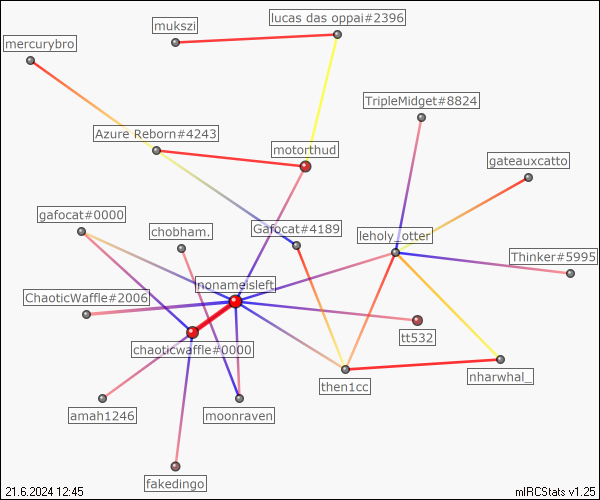 lucas das oppai#2396
mukszi
mercurybro
TripleMidget#8824
Azure Reborn#4243
motorthud
gateauxcatto
gafocat#0000
chobham.
Gafocat#4189
leholy_otter
Thinker#5995
nonameisleft
ChaoticWaffle#2006
tt532
chaoticwaffle#0000
nharwhal_
then1cc
amah1246
moonraven
fakedingo
21.6.2024 12:45
mIRCStats v1.25